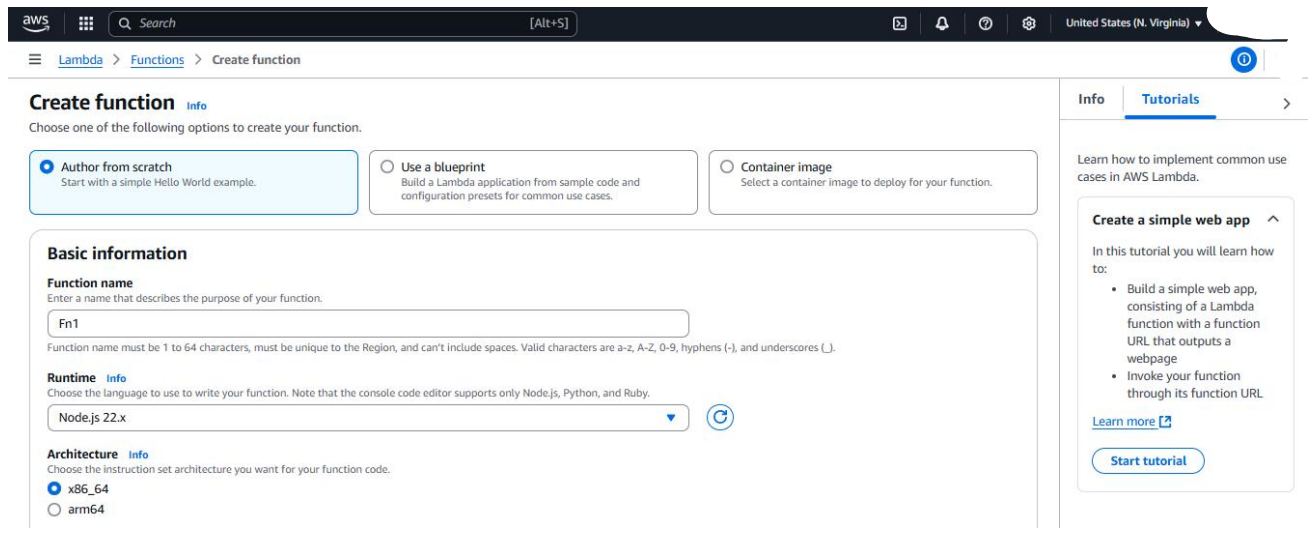 aws
Search [Alt+S]
United States (N. Virginia)
Lambda > Functions > Create function
Create function Info
Choose one of the following options to create your function.
Author from scratch
Start with a simple Hello World example.
Use a blueprint
Build a Lambda application from sample code and
configuration presets for common use cases.
Container image
Select a container image to deploy for your function.
Basic information
Function name
Enter a name that describes the purpose of your function.
Fn1
Function name must be 1 to 64 characters, must be unique to the Region, and can't include spaces. Valid characters are a-z, A-Z, 0-9, hyphens (-), and underscores (_).
Runtime Info
Choose the language to use to write your function. Note that the console code editor supports only Node.js, Python, and Ruby.
Node.js 22.x
Architecture Info
Choose the instruction set architecture you want for your function code.
x86_64
arm64
Info
Tutorials
Learn how to implement common use
cases in AWS Lambda.
Create a simple web app
In this tutorial you will learn how
to:
• Build a simple web app,
consisting of a Lambda
function with a function
URL that outputs a
webpage
• Invoke your function
through its function URL
Learn more
Start tutorial